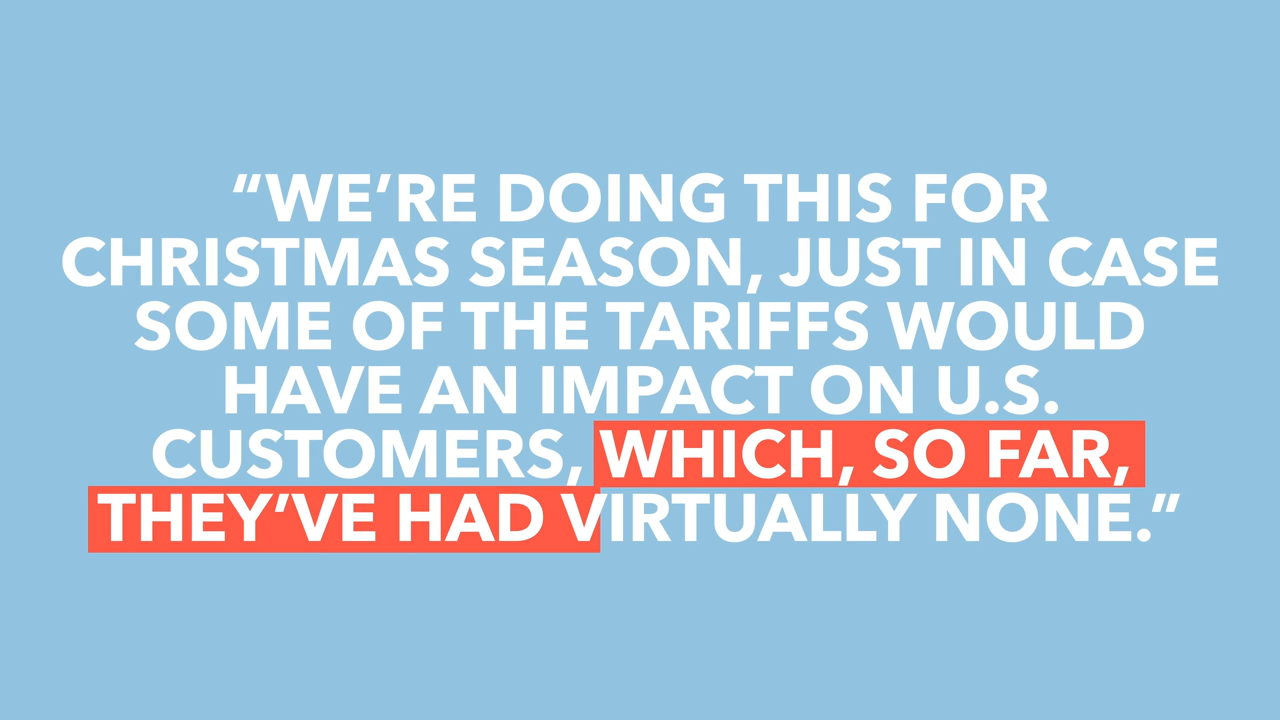 “WE’RE DOING THIS FOR
CHRISTMAS SEASON, JUST IN CASE
SOME OF THE TARIFFS WOULD
HAVE AN IMPACT ON U.S.
CUSTOMERS, WHICH, SO FAR,
THEY’VE HAD VIRTUALLY NONE.”